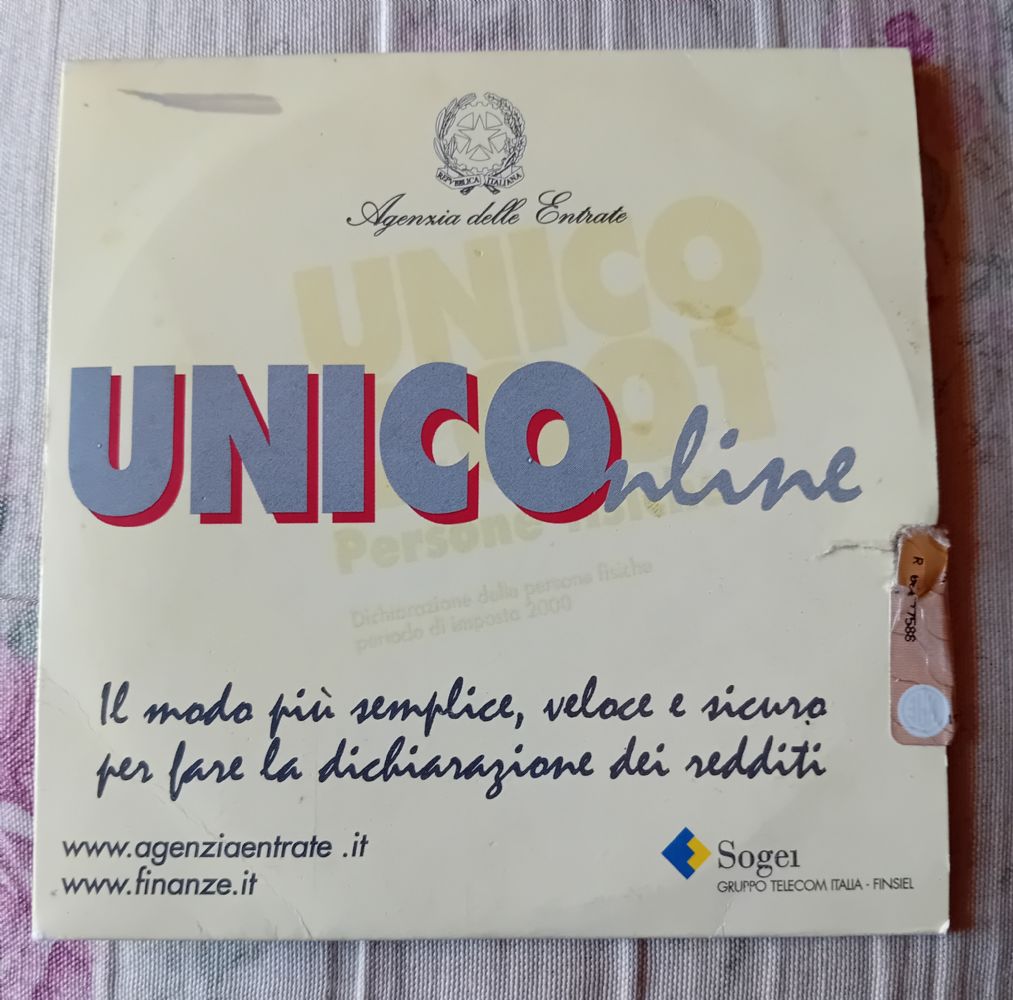 REPVBBLICA ITALIANA
Agenzia delle Entrate
UNICO
2001
UNICOnline
Persone fisiche
Dichiarazione delle persone fisiche
periodo di imposta 2000
Il modo più semplice, veloce e sicuro
per fare la dichiarazione dei redditi
www.agenziaentrate .it
www.finanze.it
Sogei
GRUPPO TELECOM ITALIA - FINSIEL